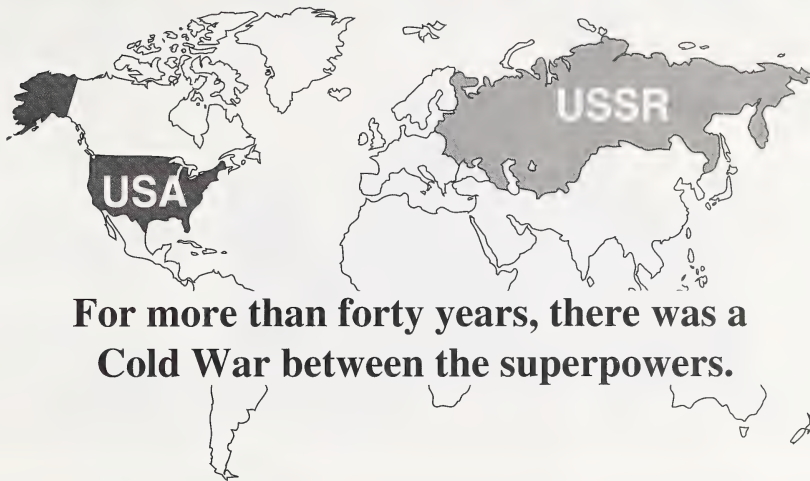 USSR
USA
For more than forty years, there was a
Cold War between the superpowers.